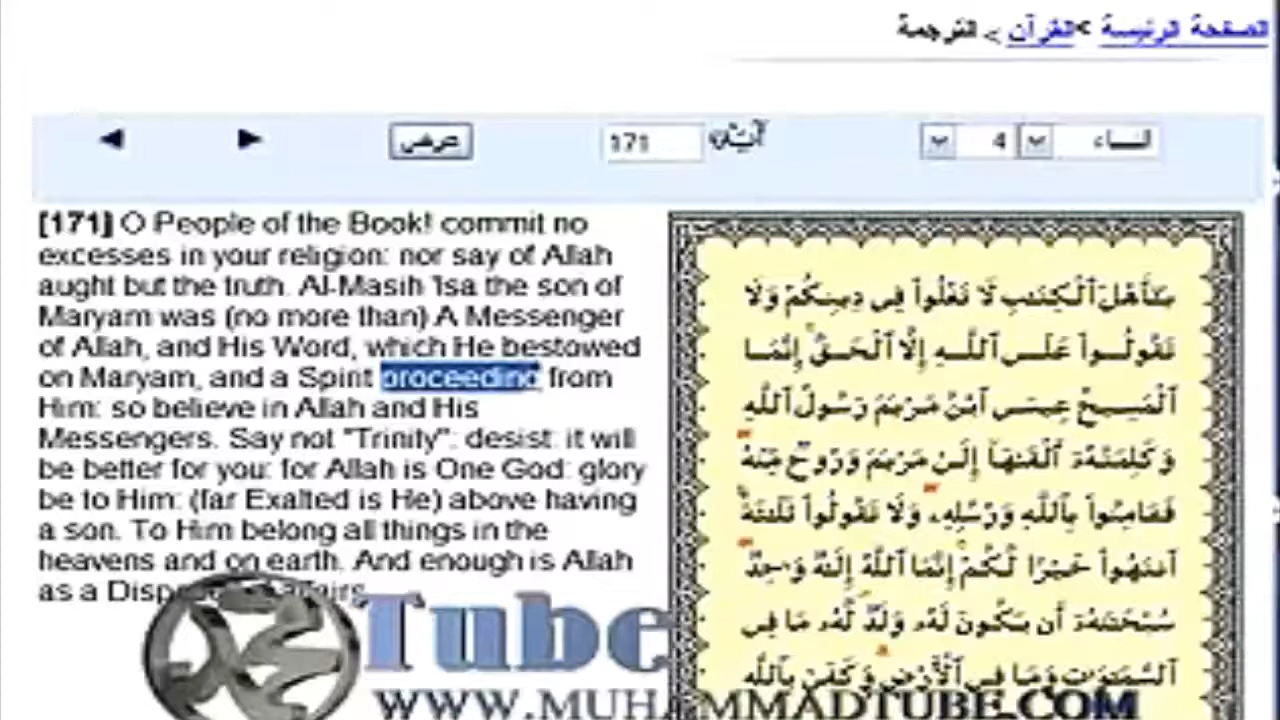 الصفحة الرئيسة > القرآن > الترجمة
عرض 171 آية 4 النساء
[171] O People of the Book! commit no
excesses in your religion: nor say of Allah
aught but the truth. Al-Masih 'Isa the son of
Maryam was (no more than) A Messenger
of Allah, and His Word, which He bestowed
on Maryam, and a Spirit proceeding from
Him: so believe in Allah and His
Messengers. Say not "Trinity": desist: it will
be better for you: for Allah is One God: glory
be to Him: (far Exalted is He) above having
a son. To Him belong all things in the
heavens and on earth. And enough is Allah
as a affairs.
يَـٰٓأَهْلَ ٱلْكِتَـٰبِ لَا تَغْلُوا۟ فِى دِينِكُمْ وَلَا
تَقُولُوا۟ عَلَى ٱللَّهِ إِلَّا ٱلْحَقَّ إِنَّمَا
ٱلْمَسِيحُ عِيسَى ٱبْنُ مَرْيَمَ رَسُولُ ٱللَّهِ
وَكَلِمَتُهُۥٓ أَلْقَىٰهَآ إِلَىٰ مَرْيَمَ وَرُوحٌ مِّنْهُ
فَـَٔامِنُوا۟ بِٱللَّهِ وَرُسُلِهِۦ وَلَا تَقُولُوا۟ ثَلَـٰثَةٌ
ٱنتَهُوا۟ خَيْرًا لَّكُمْ إِنَّمَا ٱللَّهُ إِلَـٰهٌ وَٰحِدٌ
سُبْحَـٰنَهُۥٓ أَن يَكُونَ لَهُۥ وَلَدٌ لَّهُۥ مَا فِى
ٱلسَّمَـٰوَٰتِ وَمَا فِى ٱلْأَرْضِ وَكَفَىٰ بِٱللَّهِ
Tube
WWW.MUHAMMADTUBE.COM